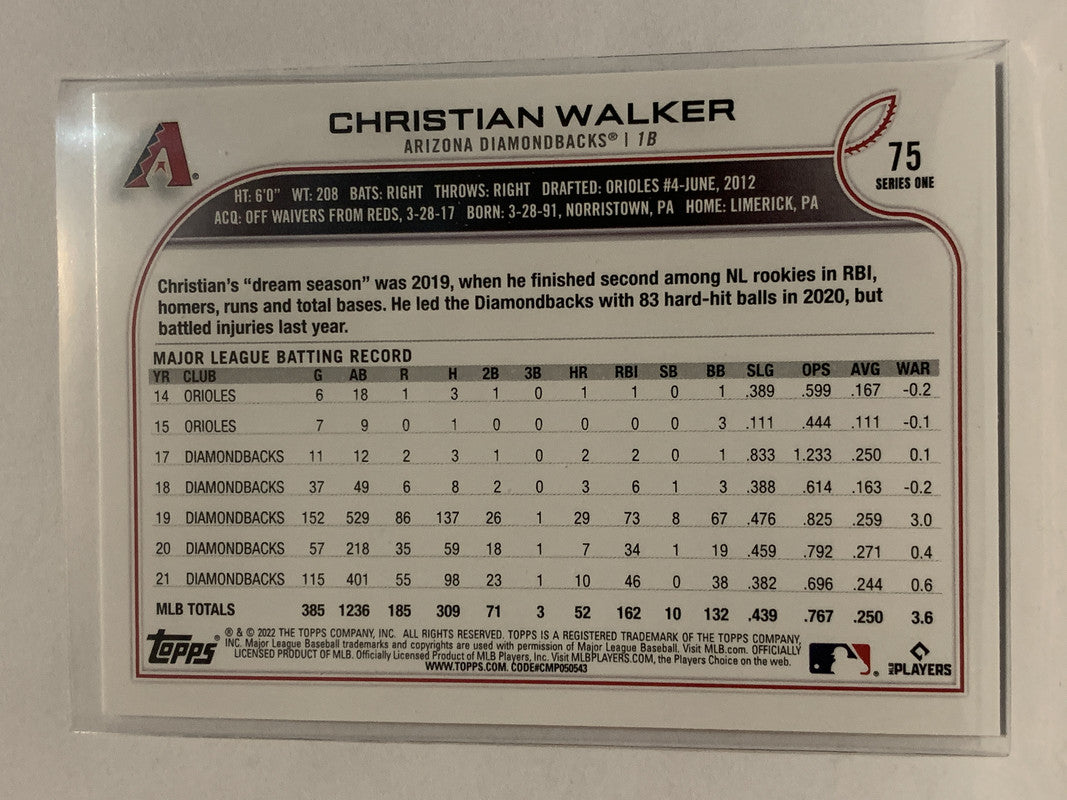 CHRISTIAN WALKER
ARIZONA DIAMONDBACKS® | 1B
75
SERIES ONE
HT: 6'0" WT: 208 BATS: RIGHT THROWS: RIGHT DRAFTED: ORIOLES #4-JUNE, 2012
ACQ: OFF WAIVERS FROM REDS, 3-28-17 BORN: 3-28-91, NORRISTOWN, PA HOME: LIMERICK, PA
Christian's "dream season" was 2019, when he finished second among NL rookies in RBI,
homers, runs and total bases. He led the Diamondbacks with 83 hard-hit balls in 2020, but
battled injuries last year.
MAJOR LEAGUE BATTING RECORD
YR CLUB G AB R H 2B 3B HR RBI SB BB SLG OPS AVG WAR
14 ORIOLES 6 18 1 3 1 0 1 1 0 1 .389 .599 .167 -0.2
15 ORIOLES 7 9 0 1 0 0 0 0 0 3 .111 .444 .111 -0.1
17 DIAMONDBACKS 11 12 2 3 1 0 2 2 0 1 .833 1.233 .250 0.1
18 DIAMONDBACKS 37 49 6 8 2 0 3 6 1 3 .388 .614 .163 -0.2
19 DIAMONDBACKS 152 529 86 137 26 1 29 73 8 67 .476 .825 .259 3.0
20 DIAMONDBACKS 57 218 35 59 18 1 7 34 1 19 .459 .792 .271 0.4
21 DIAMONDBACKS 115 401 55 98 23 1 10 46 0 38 .382 .696 .244 0.6
MLB TOTALS 385 1236 185 309 71 3 52 162 10 132 .439 .767 .250 3.6
Topps® ® & © 2022 THE TOPPS COMPANY, INC. ALL RIGHTS RESERVED. TOPPS IS A REGISTERED TRADEMARK OF THE TOPPS COMPANY,
INC. Major League Baseball trademarks and copyrights are used with permission of Major League Baseball. Visit MLB.com. OFFICIALLY
LICENSED PRODUCT OF MLB. Officially Licensed Product of MLB Players, Inc. Visit MLBPLAYERS.COM, the Players Choice on the web.
WWW.TOPPS.COM. CODE#CMP050543
MLB PLAYERS